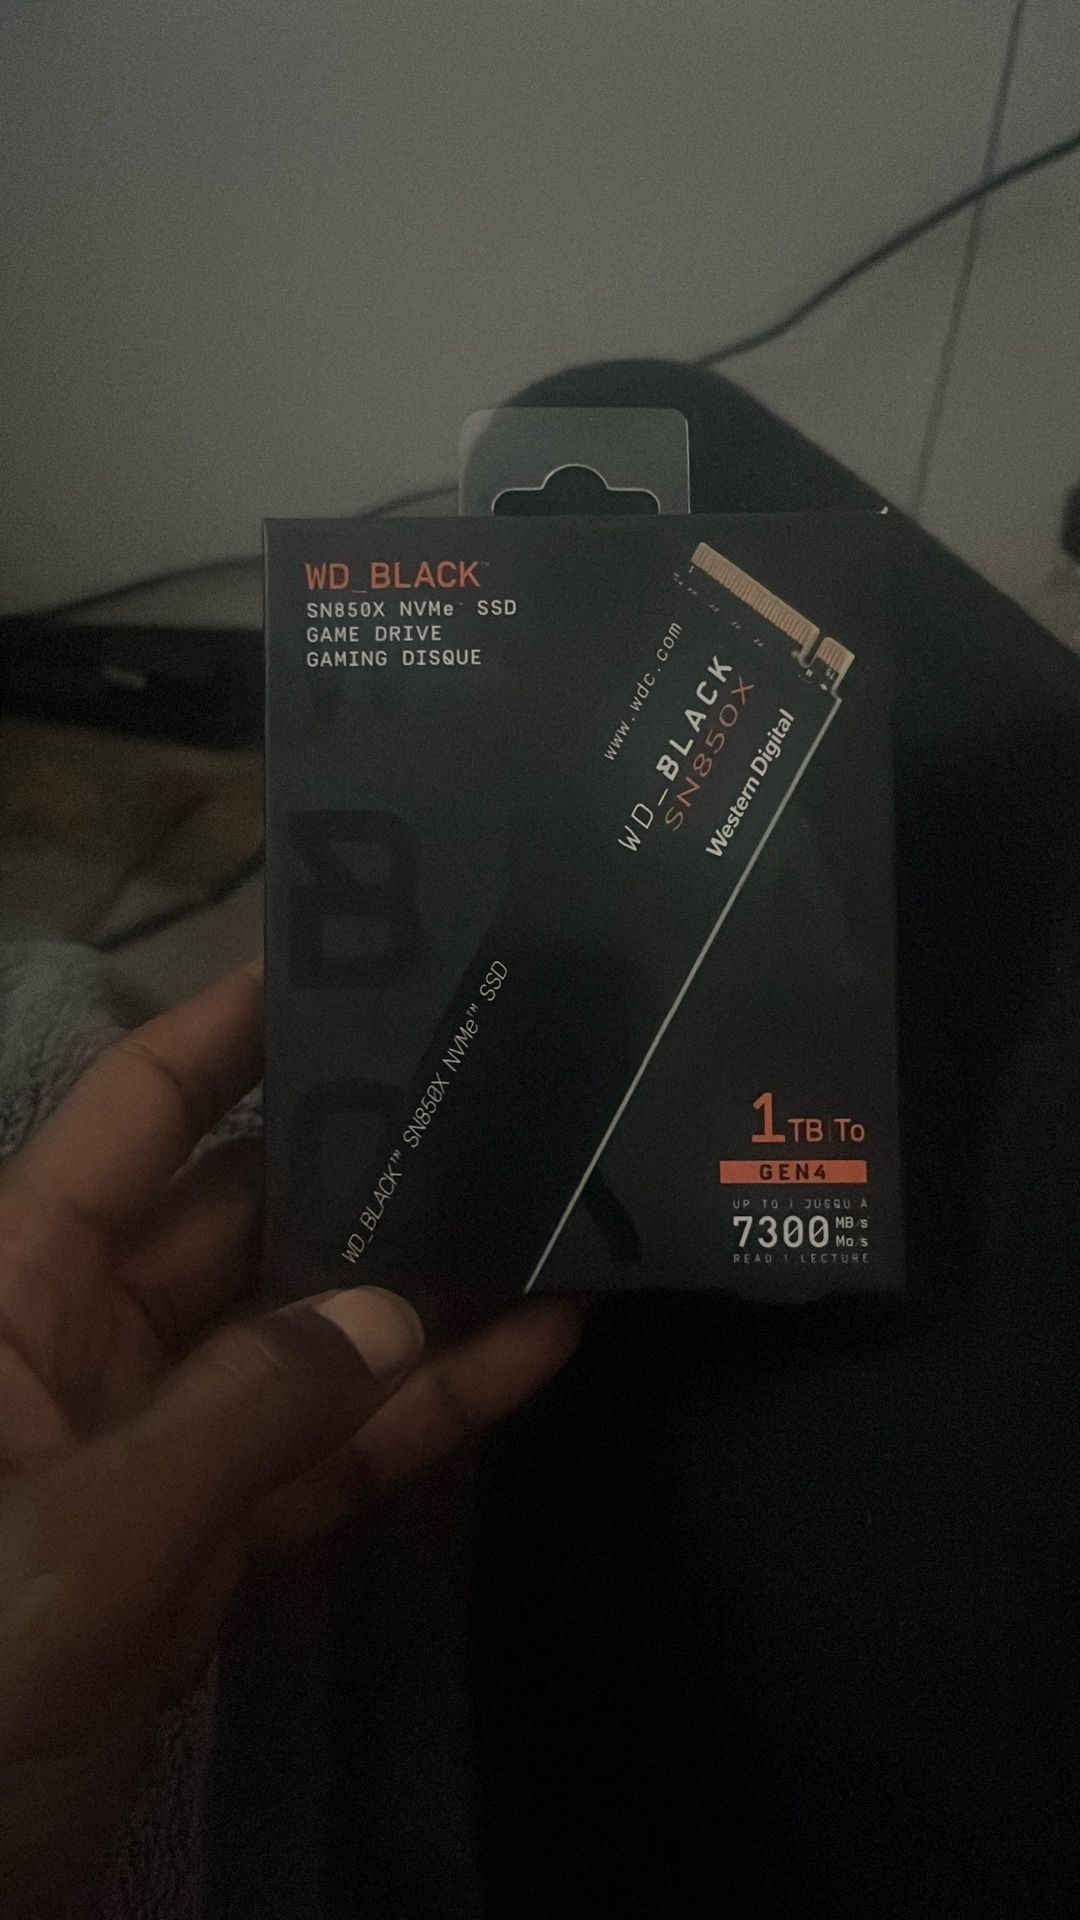 WD_BLACK™
SN850X NVMe™ SSD
GAME DRIVE
GAMING DISQUE
www.wdc.com
WD_BLACK
SN850X
Western Digital
WD_BLACK™ SN850X NVMe™ SSD
1TB|To
GEN4
UP TO | JUSQU'À
7300 MB/s
Mo/s
READ | LECTURE